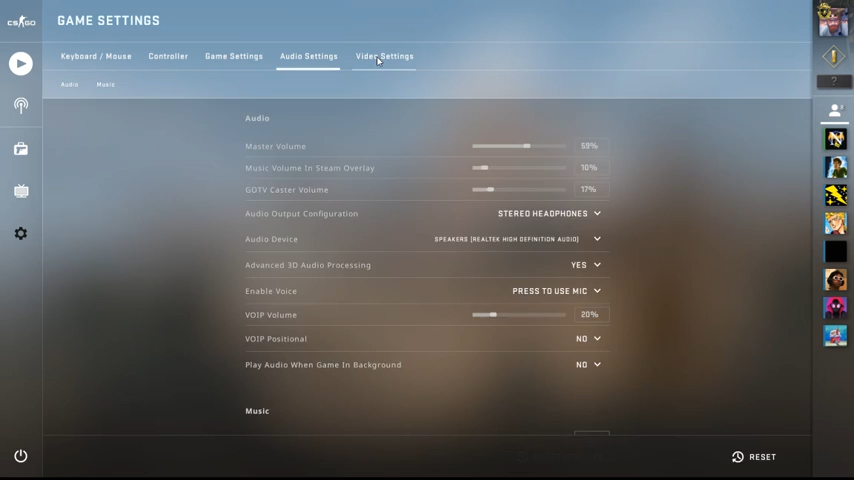 CS:GO
GAME SETTINGS
Keyboard / Mouse
Controller
Game Settings
Audio Settings
Video Settings
Audio
Music
Audio
Master Volume
59%
Music Volume In Steam Overlay
10%
GOTV Caster Volume
17%
Audio Output Configuration
STEREO HEADPHONES
Audio Device
SPEAKERS (REALTEK HIGH DEFINITION AUDIO)
Advanced 3D Audio Processing
YES
Enable Voice
PRESS TO USE MIC
VOIP Volume
20%
VOIP Positional
NO
Play Audio When Game In Background
NO
Music
RESET
?